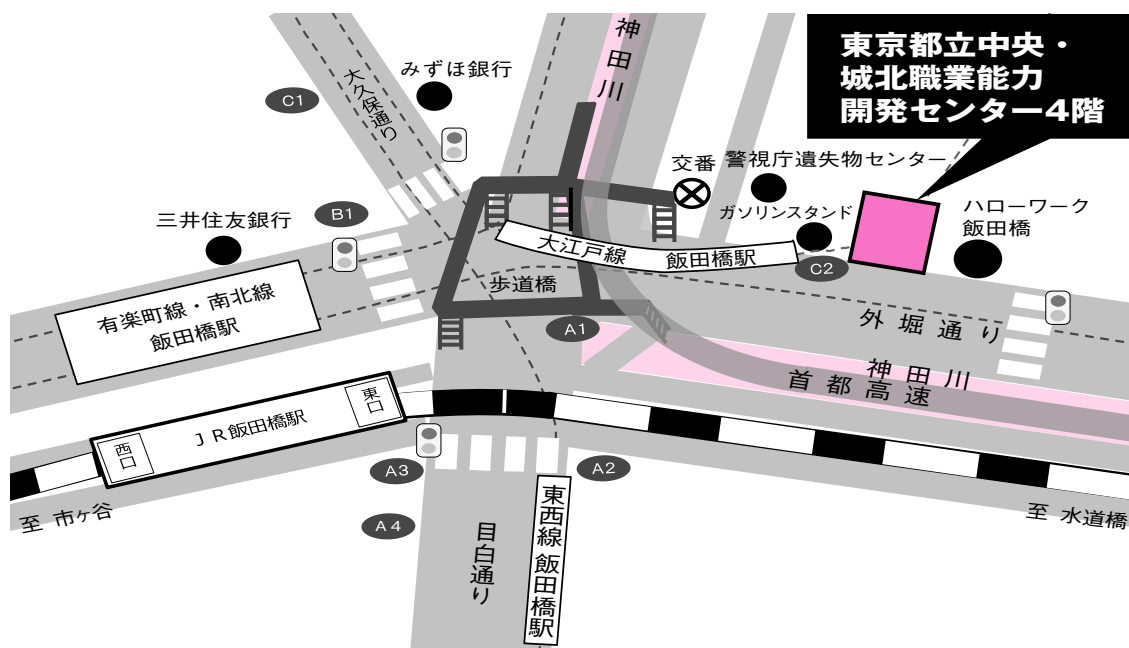 東京都立中央・
城北職業能力
開発センター4階
神田川
大久保通り
みずほ銀行
C1
交番
警視庁遺失物センター
ガソリンスタンド
ハローワーク
飯田橋
三井住友銀行
B1
大江戸線 飯田橋駅
C2
歩道橋
有楽町線・南北線
飯田橋駅
A1
外堀通り
神田川
首都高速
東口
JR飯田橋駅
西口
A3
A2
至 市ヶ谷
A4
目白通り
東西線 飯田橋駅
至 水道橋